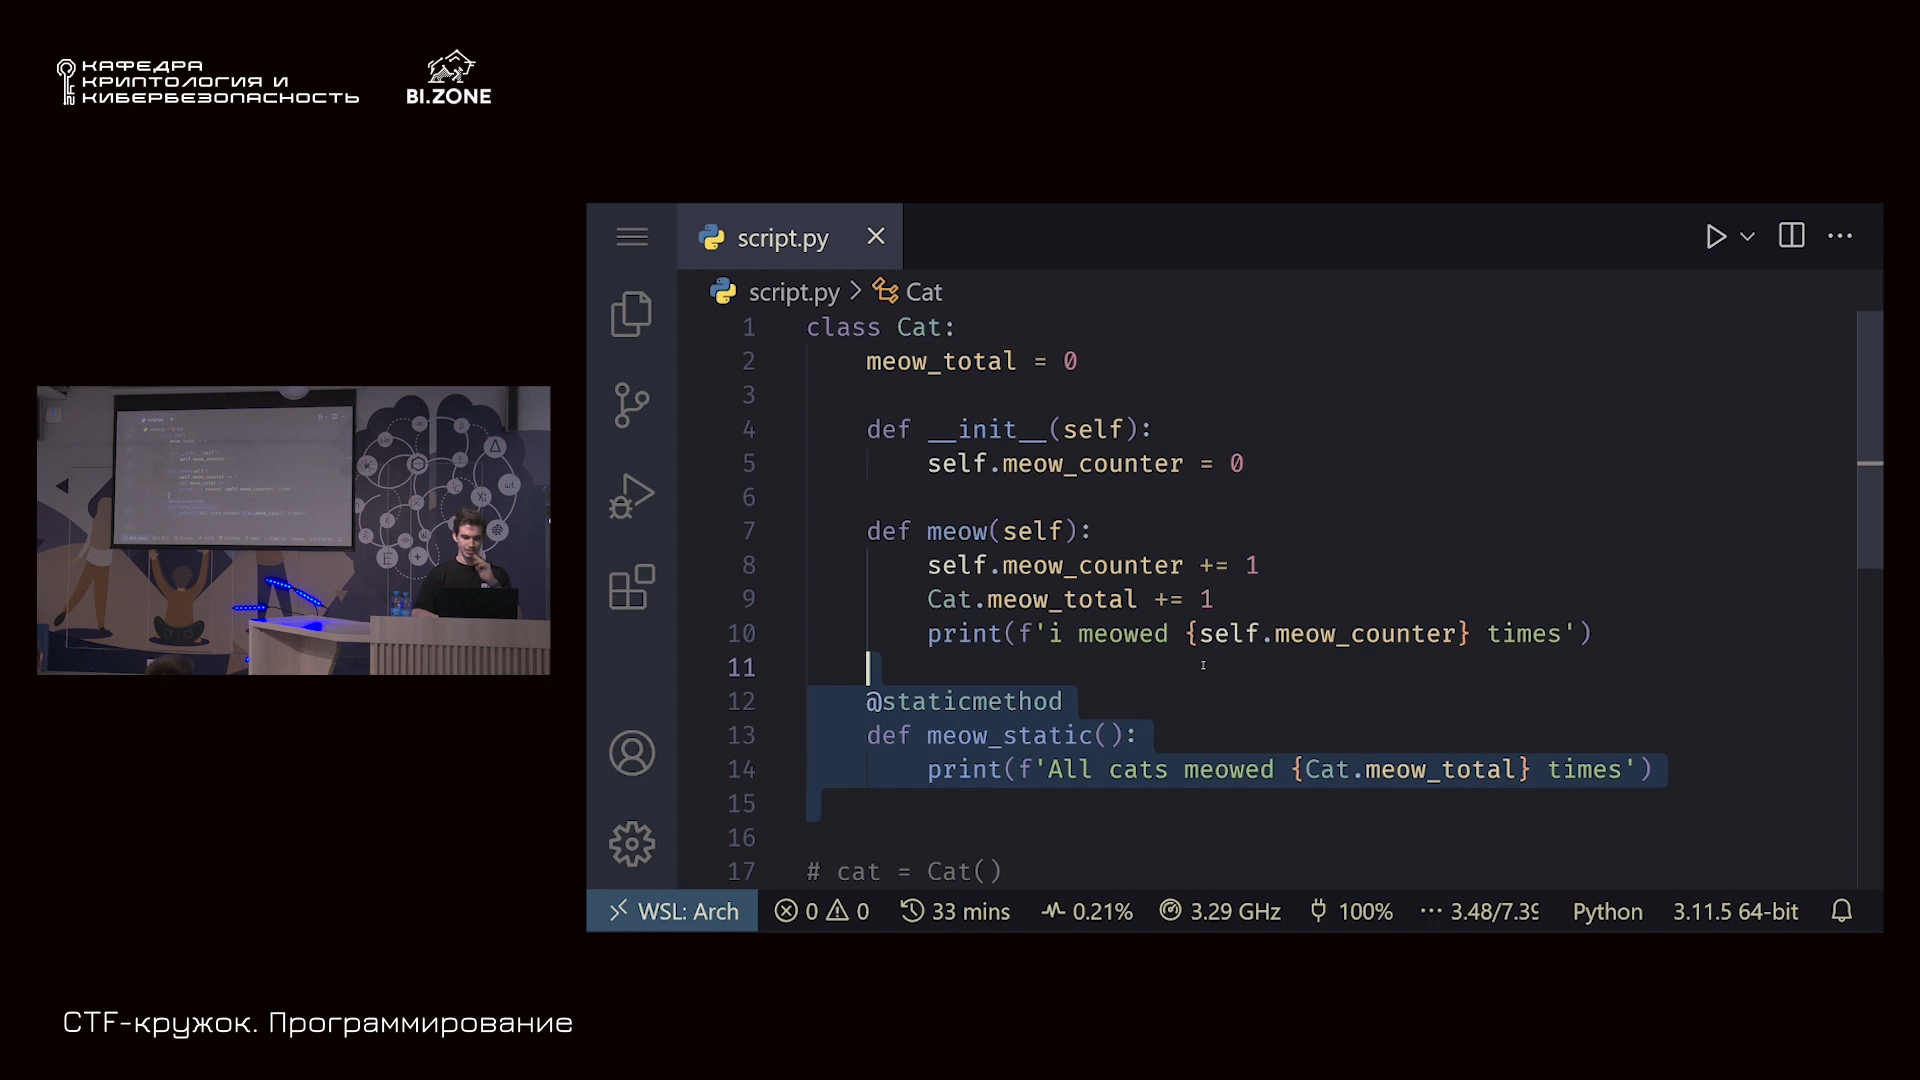 КАФЕДРА
КРИПТОЛОГИЯ И
КИБЕРБЕЗОПАСНОСТЬ
BI.ZONE
script.py
script.py > Cat
1 class Cat:
2 meow_total = 0
3
4 def __init__(self):
5 self.meow_counter = 0
6
7 def meow(self):
8 self.meow_counter += 1
9 Cat.meow_total += 1
10 print(f'i meowed {self.meow_counter} times')
11
12 @staticmethod
13 def meow_static():
14 print(f'All cats meowed {Cat.meow_total} times')
15
16
17 # cat = Cat()
WSL: Arch 0 0 33 mins 0.21% 3.29 GHz 100% 3.48/7.39 Python 3.11.5 64-bit
CTF-кружок. Программирование